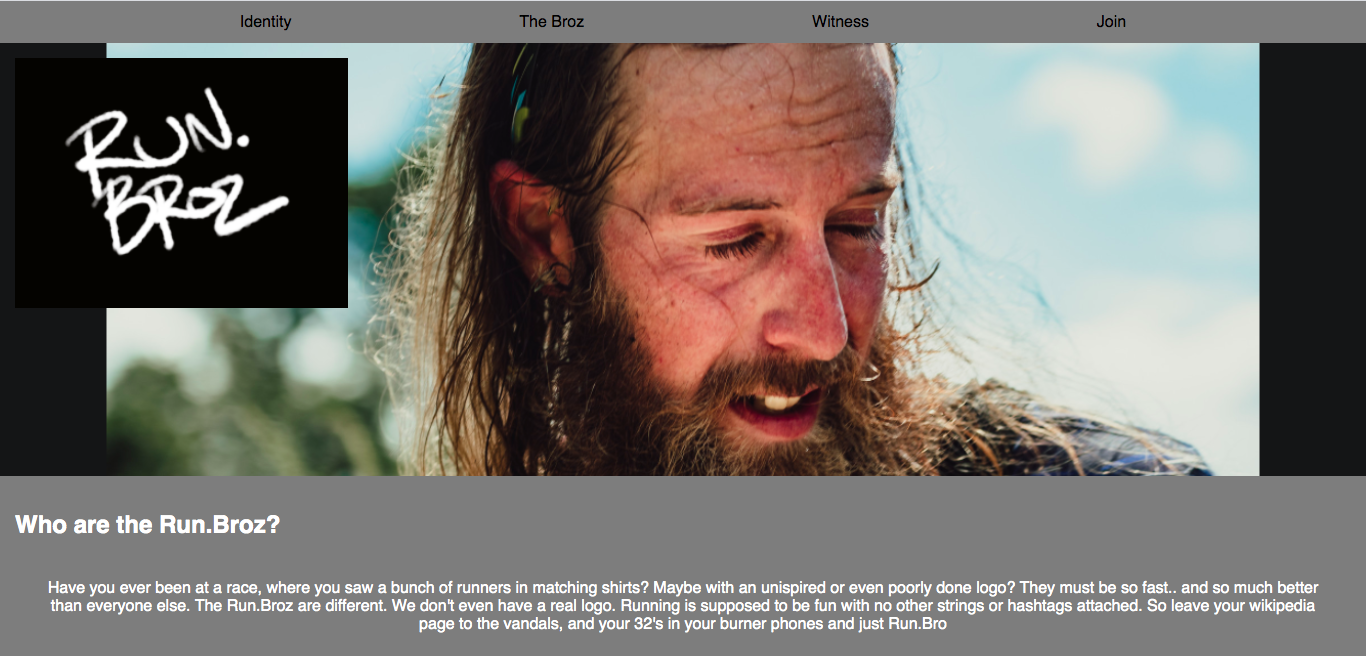 Identity The Broz Witness Join
RUN.
BROZ
Who are the Run.Broz?
Have you ever been at a race, where you saw a bunch of runners in matching shirts? Maybe with an unispired or even poorly done logo? They must be so fast.. and so much better
than everyone else. The Run.Broz are different. We don't even have a real logo. Running is supposed to be fun with no other strings or hashtags attached. So leave your wikipedia
page to the vandals, and your 32's in your burner phones and just Run.Bro